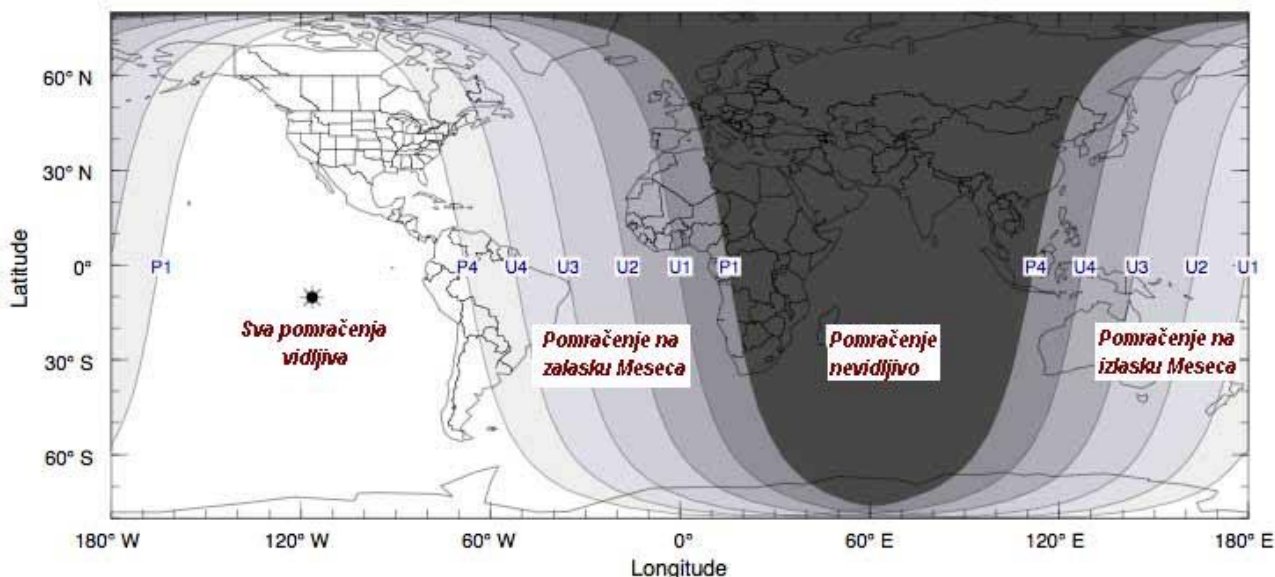 60° N
30° N
0°
30° S
60° S
Latitude
P1
P4
U4
U3
U2
U1
P1
P4
U4
U3
U2
U1
Sva pomračenja
vidljiva
Pomračenje na
zalasku Meseca
Pomračenje
nevidljivo
Pomračenje na
izlasku Meseca
180° W
120° W
60° W
0°
60° E
120° E
180° E
Longitude